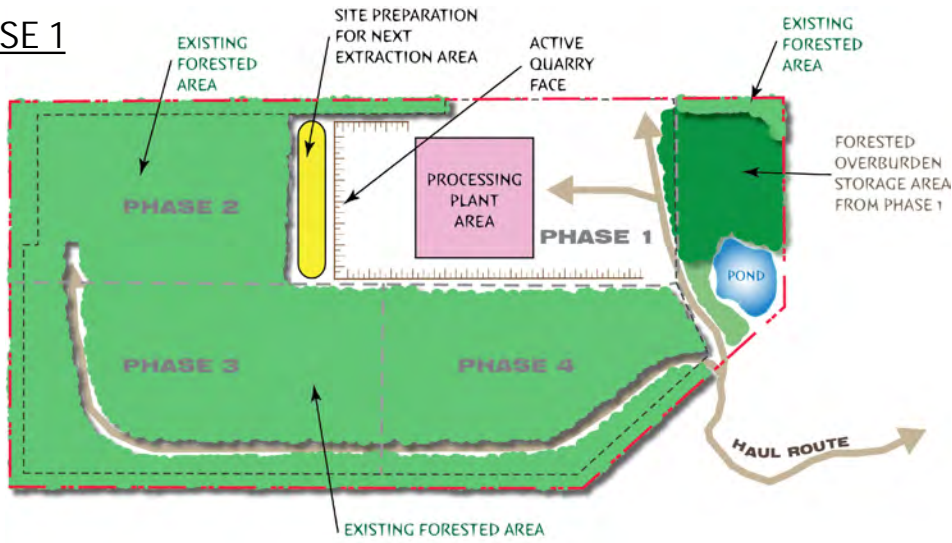 SE 1
EXISTING
FORESTED
AREA
SITE PREPARATION
FOR NEXT
EXTRACTION AREA
ACTIVE
QUARRY
FACE
EXISTING
FORESTED
AREA
FORESTED
OVERBURDEN
STORAGE AREA
FROM PHASE 1
PHASE 2
PROCESSING
PLANT
AREA
PHASE 1
POND
PHASE 3
PHASE 4
HAUL ROUTE
EXISTING FORESTED AREA